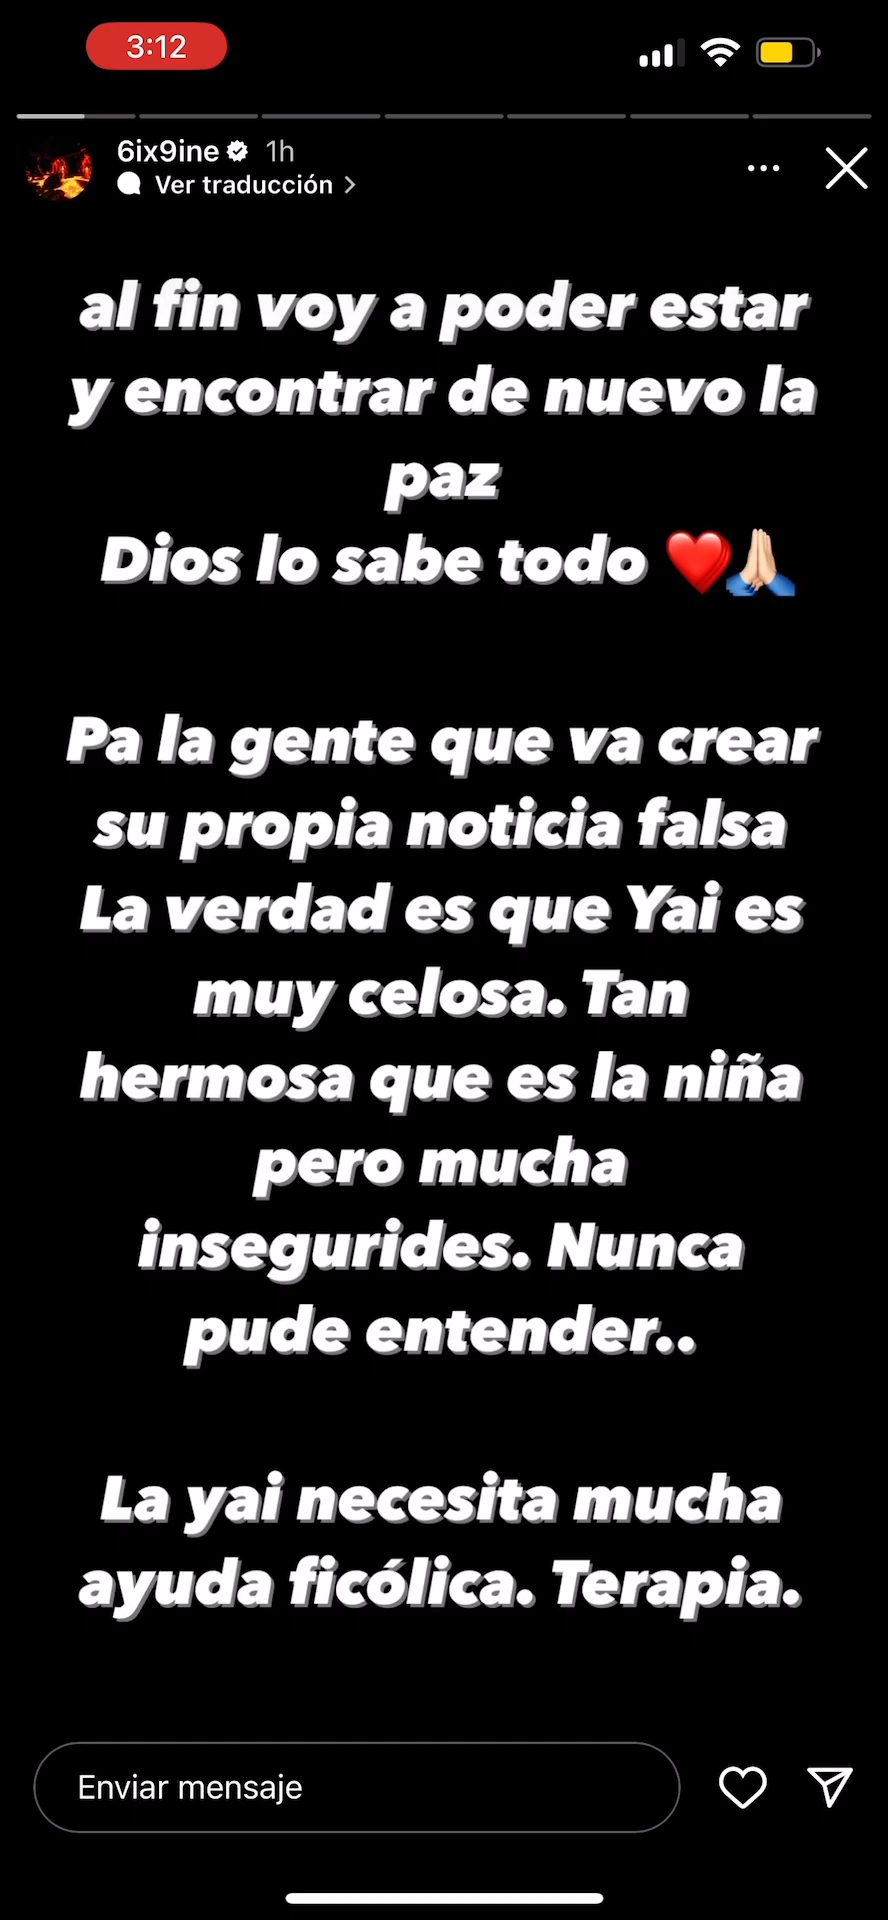 3:12
6ix9ine 1h
Ver traducción
al fin voy a poder estar
y encontrar de nuevo la
paz
Dios lo sabe todo ❤️🙏🏼
Pa la gente que va crear
su propia noticia falsa
La verdad es que Yai es
muy celosa. Tan
hermosa que es la niña
pero mucha
insegurides. Nunca
pude entender..
La yai necesita mucha
ayuda ficólica. Terapia.
Enviar mensaje